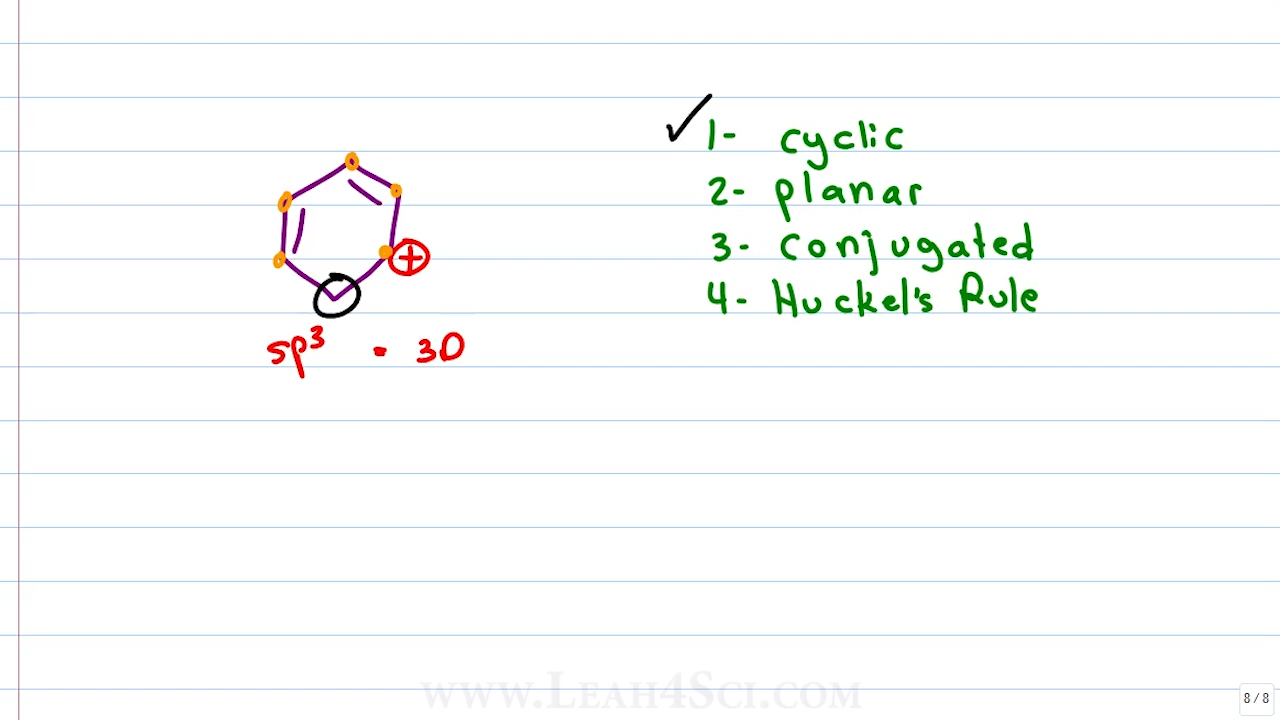 1- cyclic
2- planar
3- Conjugated
4- Huckel's Rule
+
sp³ - 3D
www.Leah4Sci.com
8 / 8